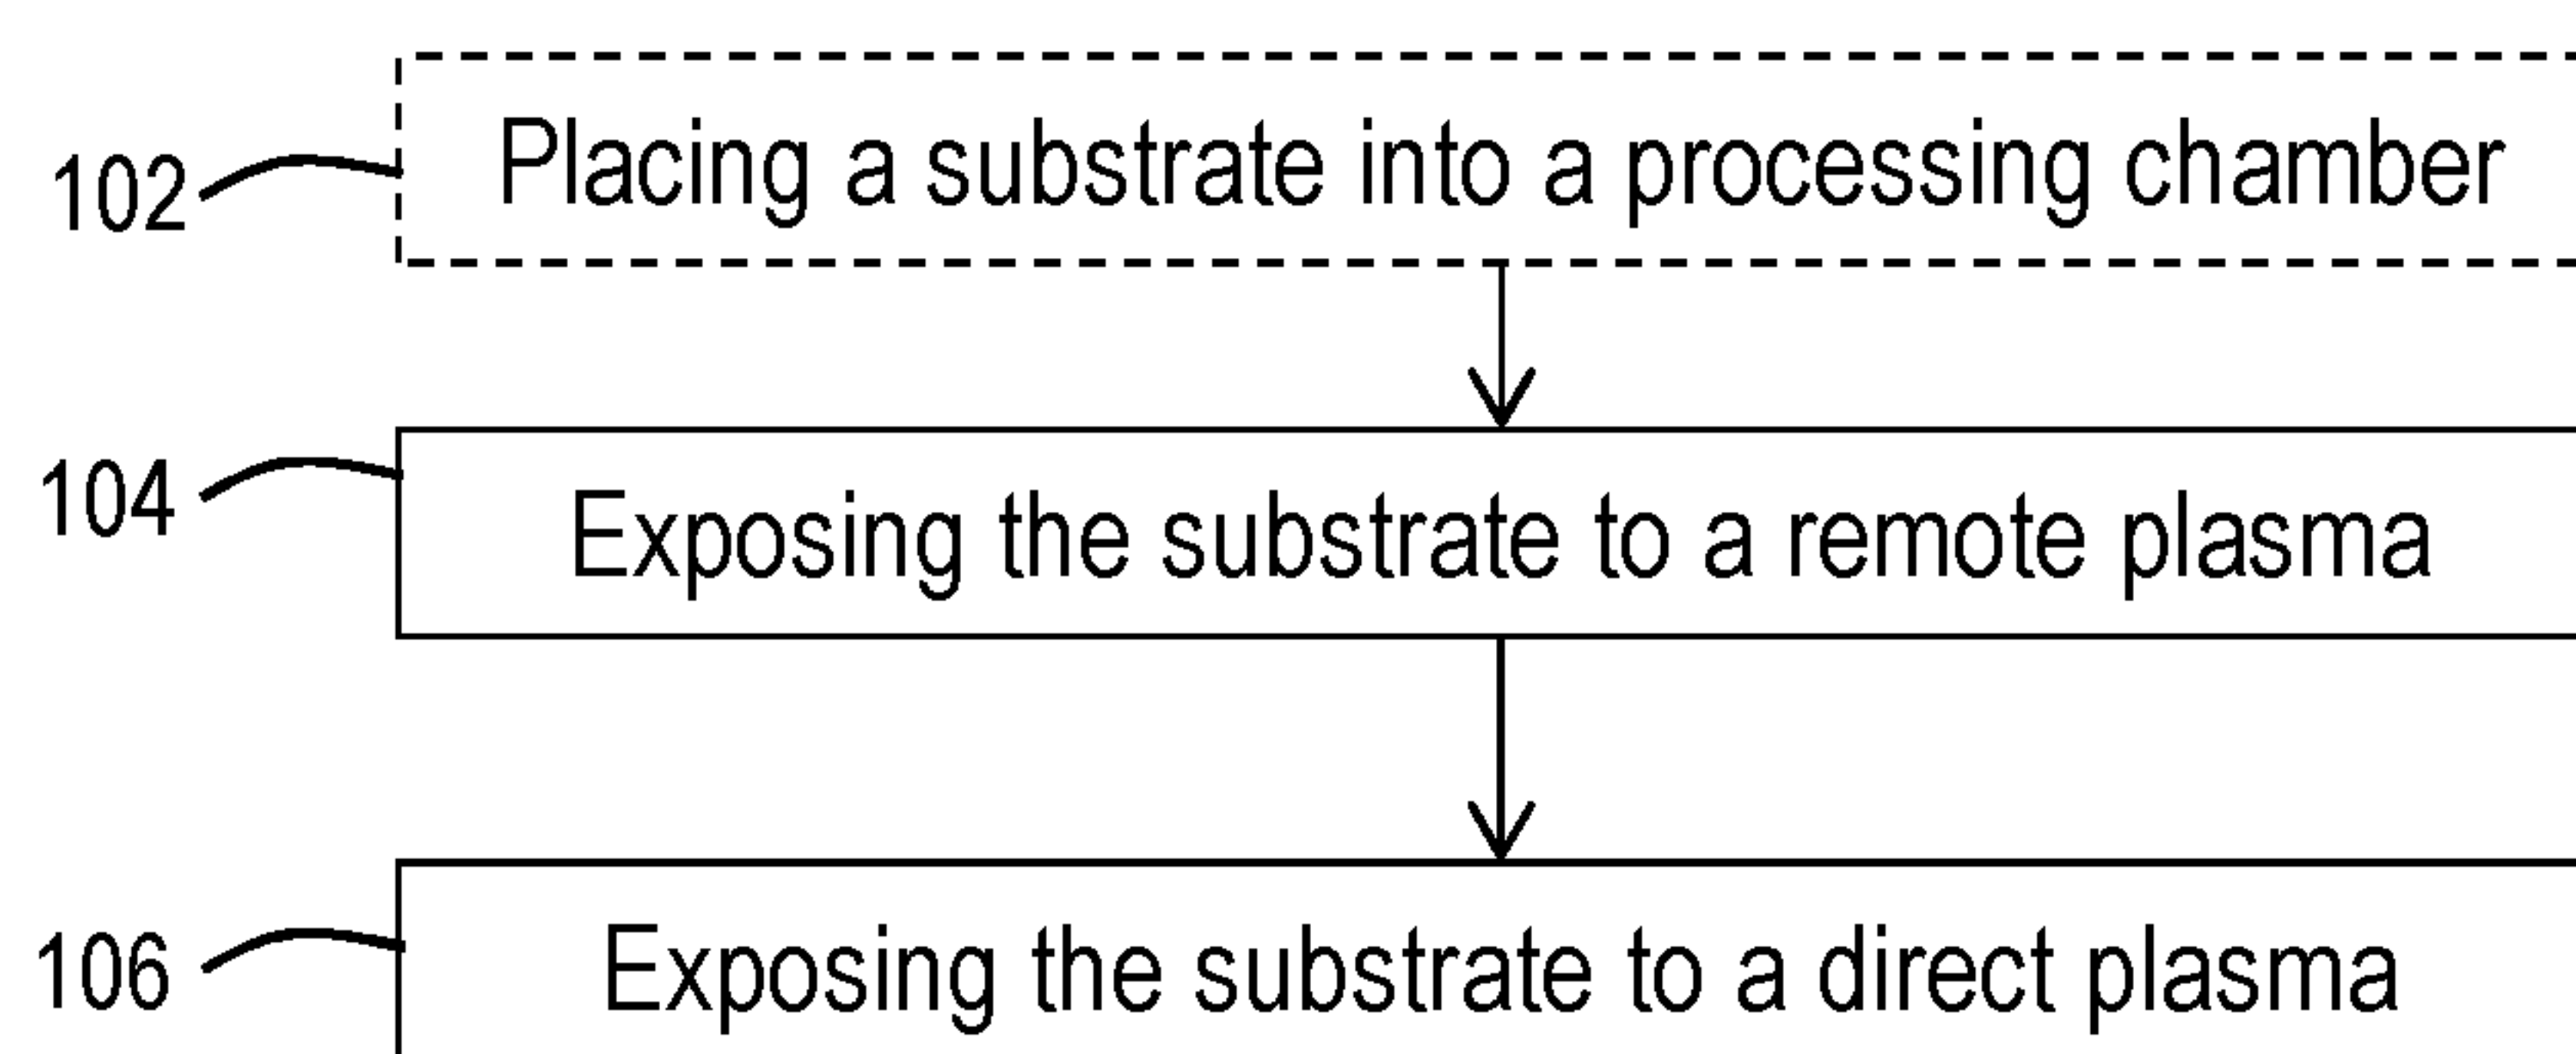 102 Placing a substrate into a processing chamber
104 Exposing the substrate to a remote plasma
106 Exposing the substrate to a direct plasma